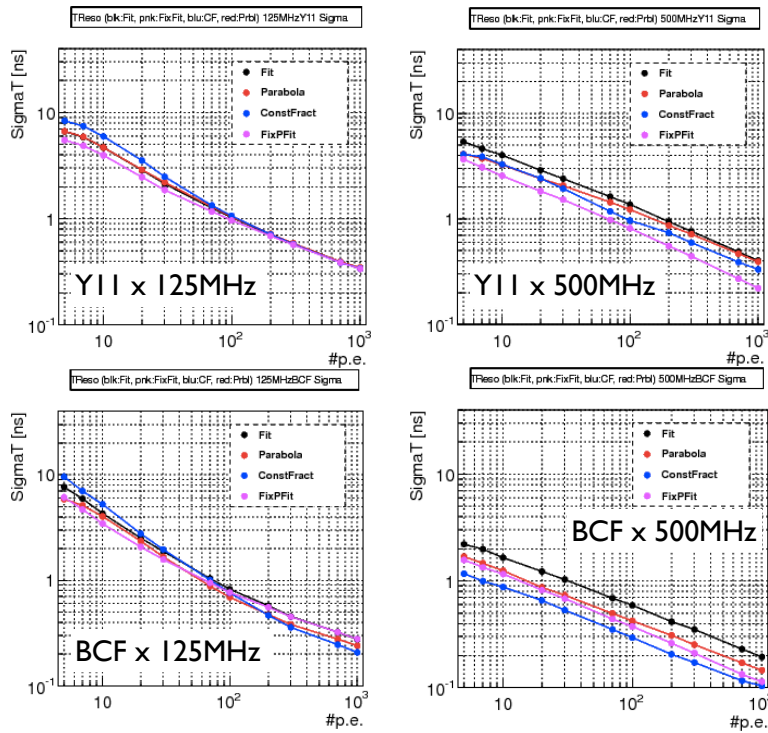 TReso (blk:Fit, pnk:FixFit, blu:CF, red:Prbl) 125MHzY11 Sigma
SigmaT [ns]
Fit
Parabola
ConstFract
FixPFit
10
1
10⁻¹
Y11 x 125MHz
10
10²
10³
#p.e.
TReso (blk:Fit, pnk:FixFit, blu:CF, red:Prbl) 500MHzY11 Sigma
SigmaT [ns]
Fit
Parabola
ConstFract
FixPFit
10
1
10⁻¹
Y11 x 500MHz
10
10²
10³
#p.e.
TReso (blk:Fit, pnk:FixFit, blu:CF, red:Prbl) 125MHzBCF Sigma
SigmaT [ns]
Fit
Parabola
ConstFract
FixPFit
10
1
10⁻¹
BCF x 125MHz
10
10²
10³
#p.e.
TReso (blk:Fit, pnk:FixFit, blu:CF, red:Prbl) 500MHzBCF Sigma
SigmaT [ns]
Fit
Parabola
ConstFract
FixPFit
10
BCF x 500MHz
1
10⁻¹
10
10²
10³
#p.e.